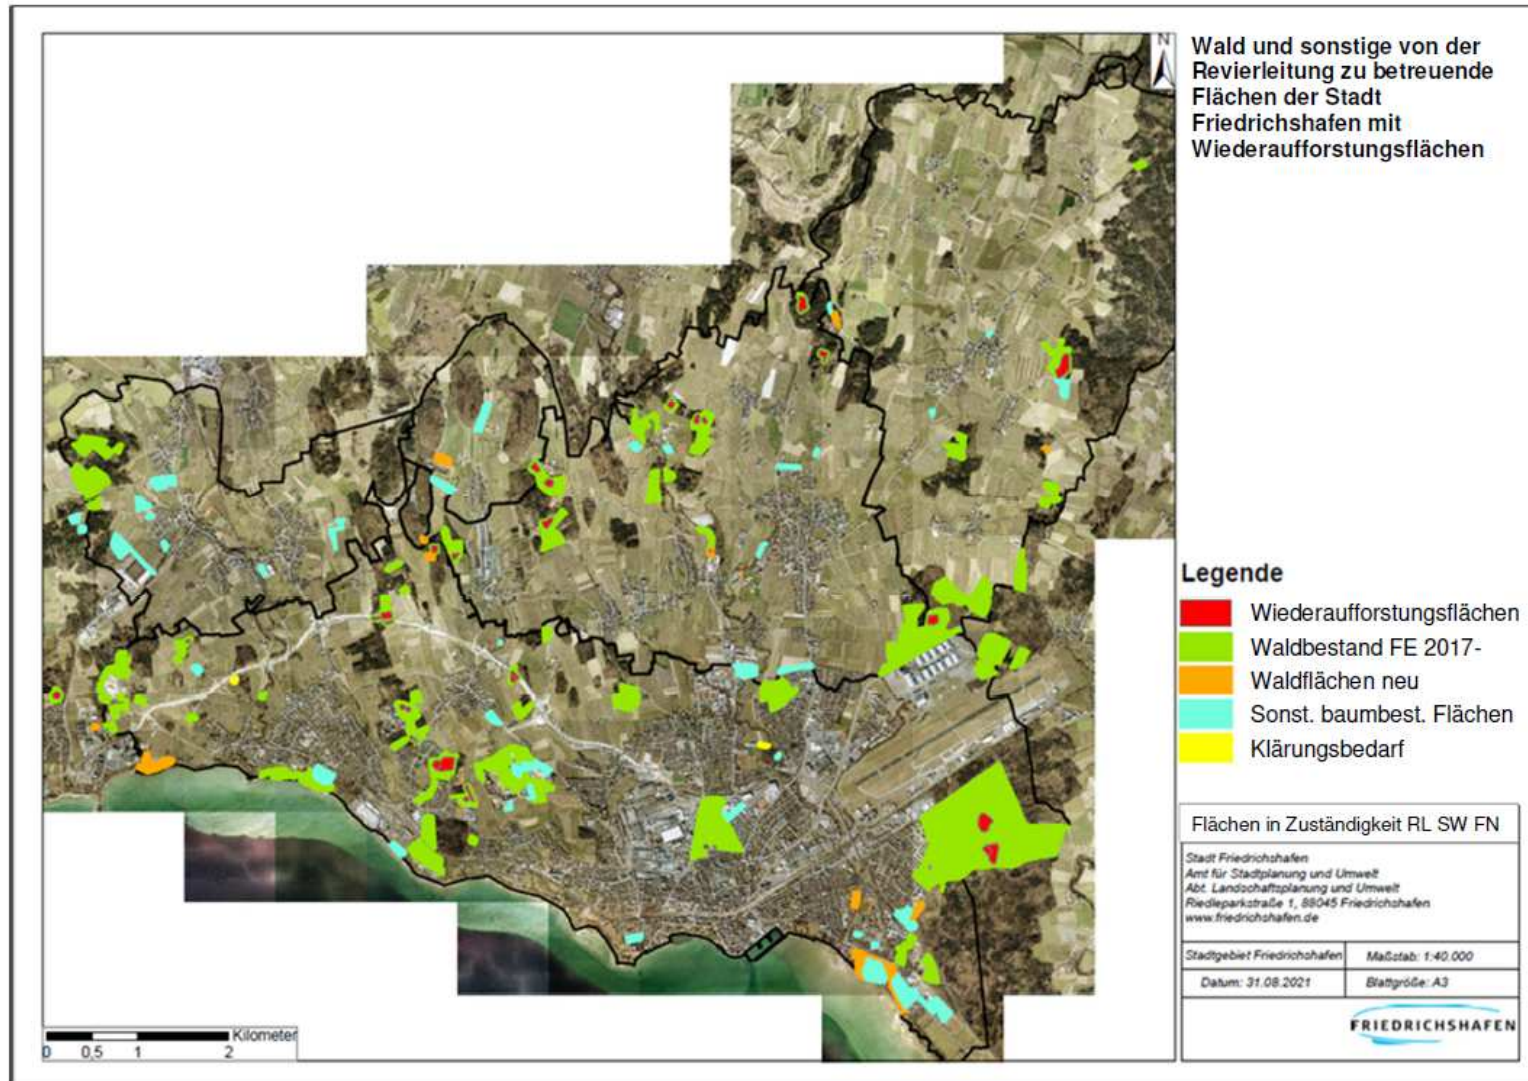 N
Wald und sonstige von der
Revierleitung zu betreuende
Flächen der Stadt
Friedrichshafen mit
Wiederaufforstungsflächen
Legende
Wiederaufforstungsflächen
Waldbestand FE 2017-
Waldflächen neu
Sonst. baumbest. Flächen
Klärungsbedarf
Flächen in Zuständigkeit RL SW FN
Stadt Friedrichshafen
Amt für Stadtplanung und Umwelt
Abt. Landschaftsplanung und Umwelt
Riedleparkstraße 1, 88045 Friedrichshafen
www.friedrichshafen.de
Stadtgebiet Friedrichshafen
Maßstab: 1:40.000
Datum: 31.08.2021
Blattgröße: A3
FRIEDRICHSHAFEN
Kilometer
0 0,5 1 2